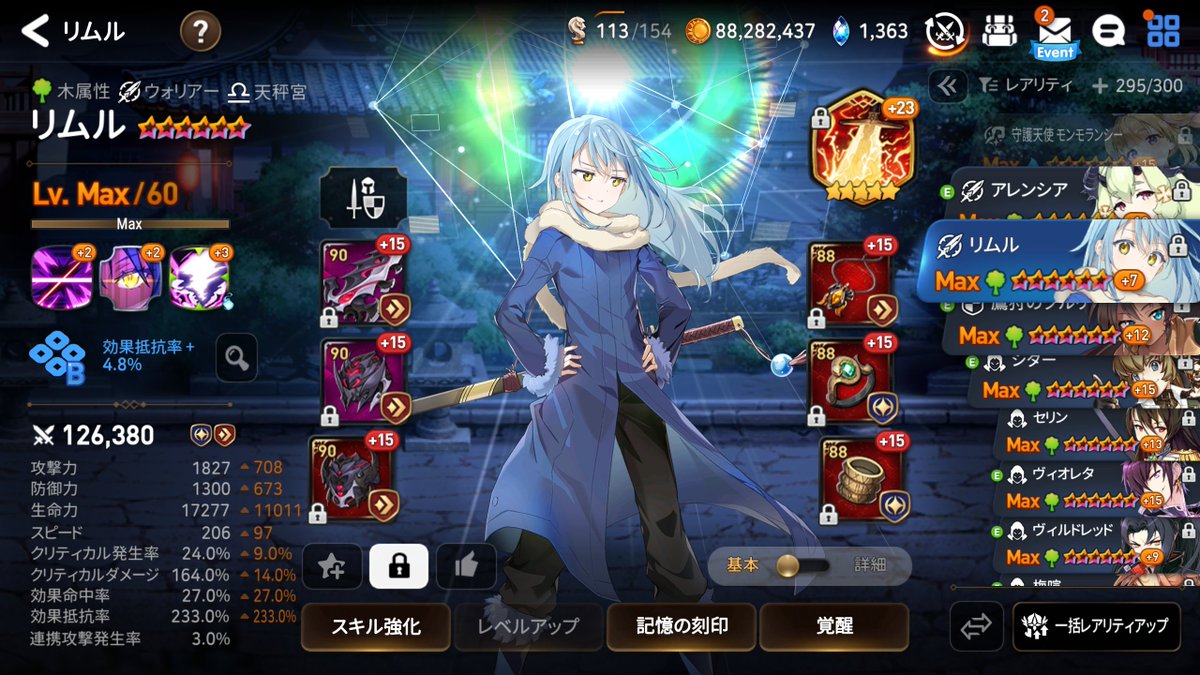 リムル
?
113/154
88,282,437
1,363
2
Event
木属性 ウォリアー 天秤宮
リムル
Lv. Max/60
Max
+2
+2
+3
効果抵抗率+
4.8%
B
126,380
攻撃力 1827 708
防御力 1300 673
生命力 17277 11011
スピード 206 97
クリティカル発生率 24.0% 9.0%
クリティカルダメージ 164.0% 14.0%
効果命中率 27.0% 27.0%
効果抵抗率 233.0% 233.0%
連携攻撃発生率 3.0%
90 +15
90 +15
90 +15
+23
88 +15
88 +15
88 +15
基本 詳細
スキル強化
レベルアップ
記憶の刻印
覚醒
レアリティ
295/300
守護天使 モンモランシー
Max +15
E アレンシア
リムル
Max +7
E
Max +12
E シダー
Max +15
セリン
Max +13
E ヴィオレタ
Max +15
E ヴィルドレッド
Max +9
E
一括レアリティアップ